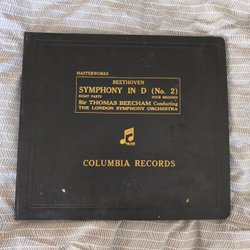 MASTERWORKS
BEETHOVEN
SYMPHONY IN D (No. 2)
EIGHT PARTS FOUR RECORDS
Sir THOMAS BEECHAM Conducting
THE LONDON SYMPHONY ORCHESTRA
COLUMBIA RECORDS